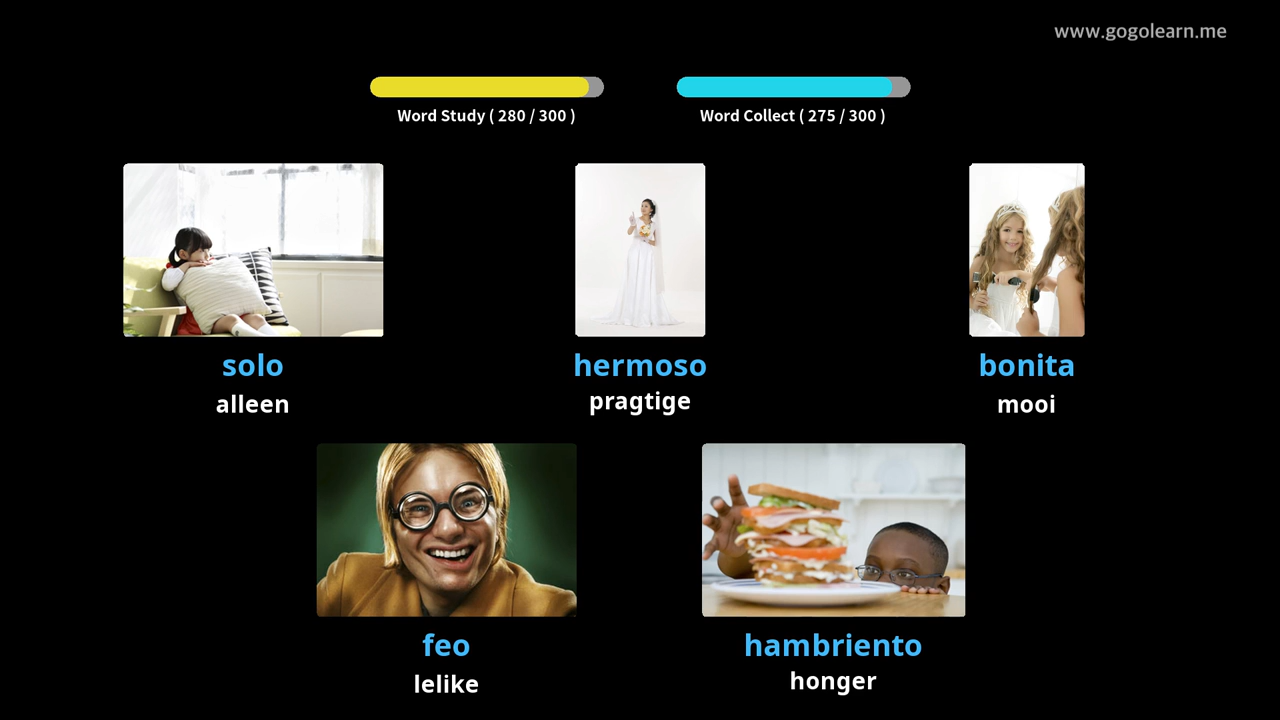 www.gogolearn.me
Word Study ( 280 / 300 )
Word Collect ( 275 / 300 )
solo
alleen
hermoso
pragtige
bonita
mooi
feo
lelike
hambriento
honger